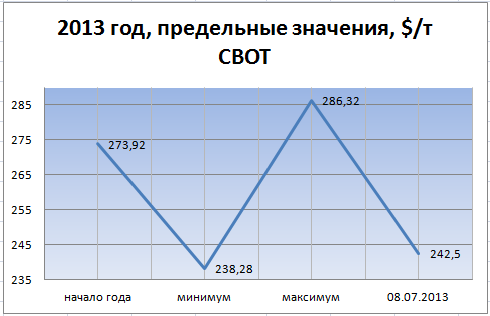 2013 год, предельные значения, $/т
СВОТ
285
275
265
255
245
235
273,92
238,28
286,32
242,5
начало года
минимум
максимум
08.07.2013